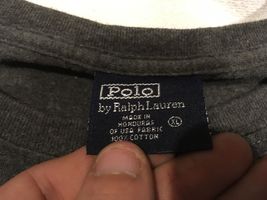 Polo
by Ralph Lauren
MADE IN
HONDURAS
XL
OF USA FABRIC
100% COTTON